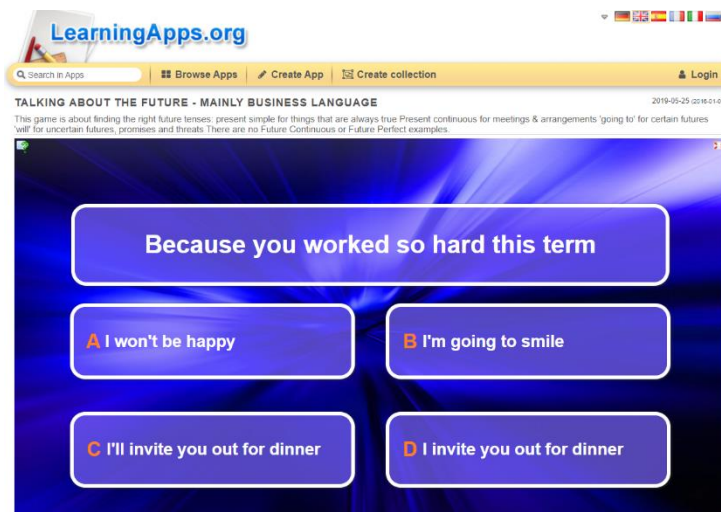 LearningApps.org
Search in Apps
Browse Apps
Create App
Create collection
Login
TALKING ABOUT THE FUTURE - MAINLY BUSINESS LANGUAGE
2019-05-25
This game is about finding the right future tenses: present simple for things that are always true Present continuous for meetings & arrangements 'going to' for certain futures
'will' for uncertain futures, promises and threats There are no Future Continuous or Future Perfect examples.
Because you worked so hard this term
A I won't be happy
B I'm going to smile
C I'll invite you out for dinner
D I invite you out for dinner